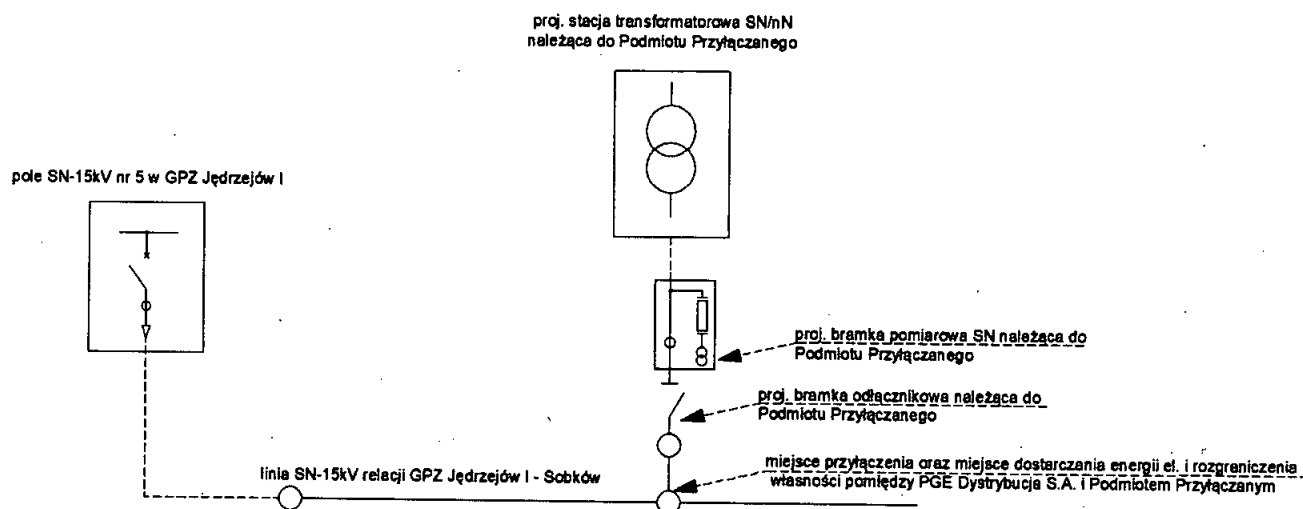 proj. stacja transformatorowa SN/nN
należąca do Podmiotu Przyłączanego
pole SN-15kV nr 5 w GPZ Jędrzejów I
proj. bramka pomiarowa SN należąca do
Podmiotu Przyłączanego
proj. bramka odłącznikowa należąca do
Podmiotu Przyłączanego
linia SN-15kV relacji GPZ Jędrzejów I - Sobków
miejsce przyłączenia oraz miejsce dostarczania energii el. i rozgraniczenia
własności pomiędzy PGE Dystrybucja S.A. i Podmiotem Przyłączanym